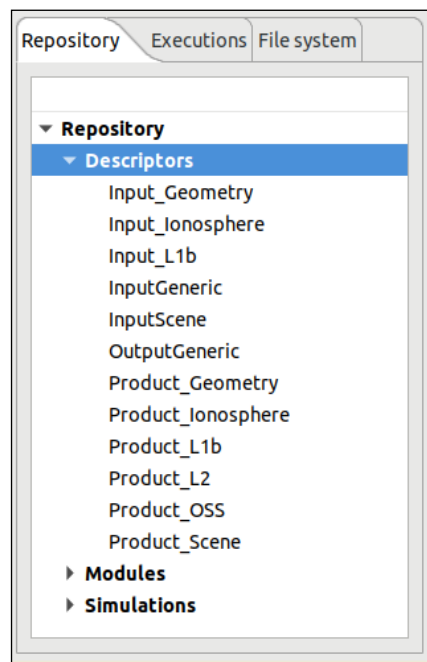 Repository Executions File system
Repository
Descriptors
Input_Geometry
Input_Ionosphere
Input_L1b
InputGeneric
InputScene
OutputGeneric
Product_Geometry
Product_Ionosphere
Product_L1b
Product_L2
Product_OSS
Product_Scene
Modules
Simulations